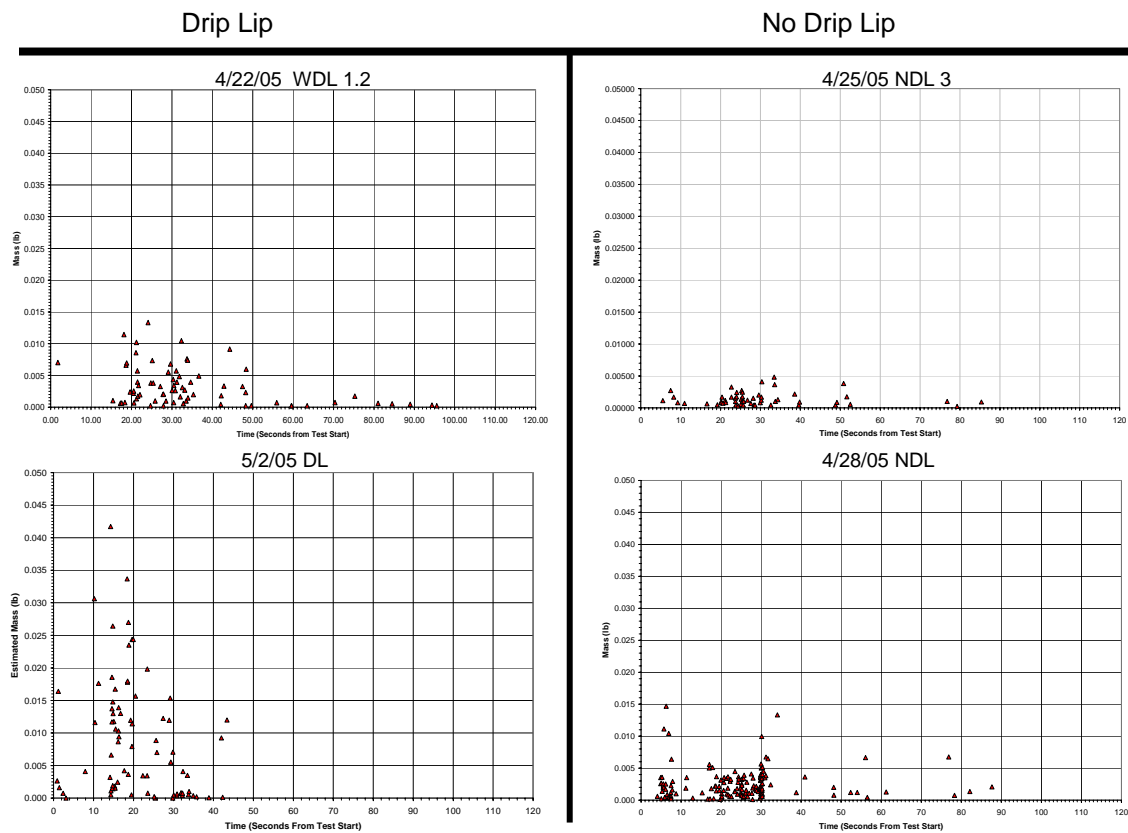 Drip Lip
No Drip Lip
4/22/05 WDL 1.2
0.050
0.045
0.040
0.035
0.030
0.025
0.020
0.015
0.010
0.005
0.000
Mass (lb)
0.00 10.00 20.00 30.00 40.00 50.00 60.00 70.00 80.00 90.00 100.00 110.00 120.00
Time (Seconds from Test Start)
4/25/05 NDL 3
0.05000
0.04500
0.04000
0.03500
0.03000
0.02500
0.02000
0.01500
0.01000
0.00500
0.00000
Mass (lb)
0 10 20 30 40 50 60 70 80 90 100 110 120
Time (Seconds from Test Start)
5/2/05 DL
0.050
0.045
0.040
0.035
0.030
0.025
0.020
0.015
0.010
0.005
0.000
Estimated Mass (lb)
0 10 20 30 40 50 60 70 80 90 100 110 120
Time (Seconds From Test Start)
4/28/05 NDL
0.050
0.045
0.040
0.035
0.030
0.025
0.020
0.015
0.010
0.005
0.000
Mass (lb)
0 10 20 30 40 50 60 70 80 90 100 110 120
Time (Seconds From Test Start)